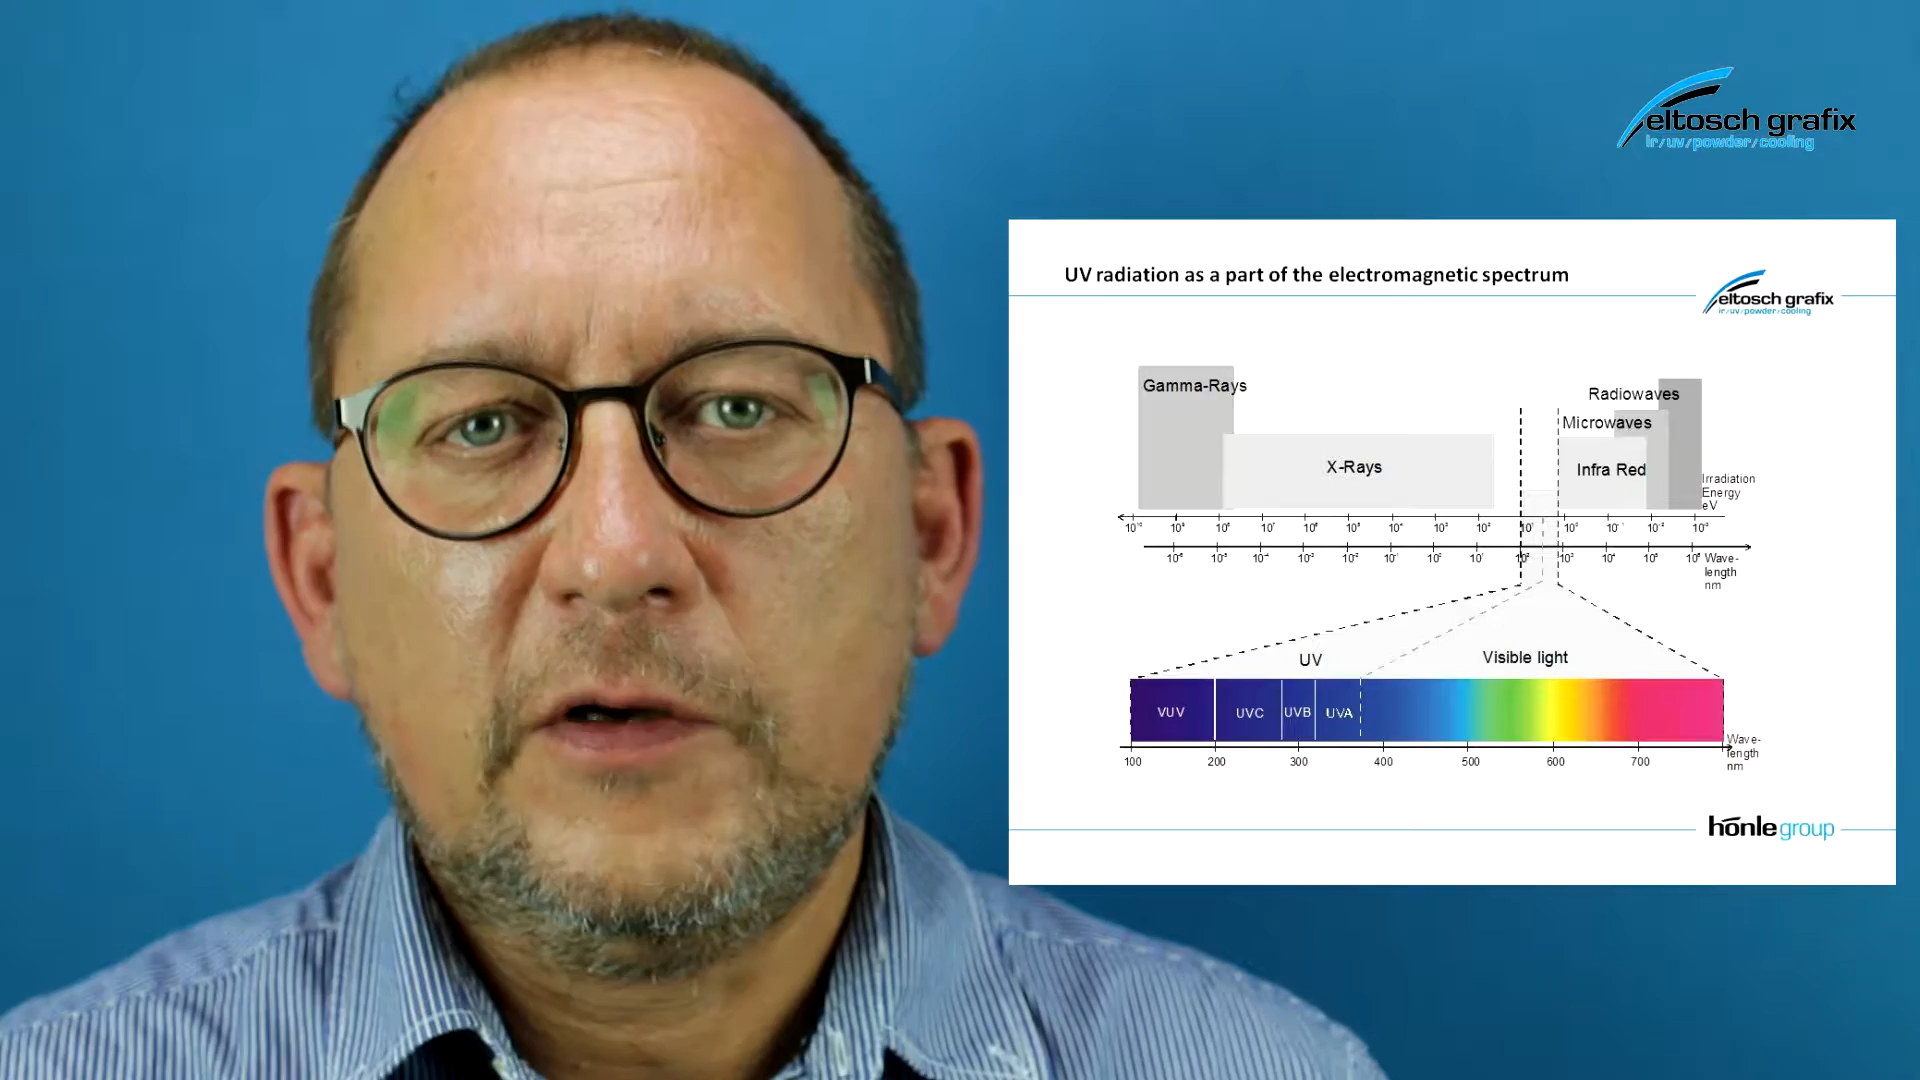 eltosch grafix
ir/uv/powder/cooling
UV radiation as a part of the electromagnetic spectrum
eltosch grafix
ir/uv/powder/cooling
Gamma-Rays
Radiowaves
Microwaves
X-Rays
Infra Red
Irradiation
Energy
eV
Wave-
length
nm
UV
Visible light
VUV UVC UVB UVA
Wave-
length
nm
100 200 300 400 500 600 700
hönle group